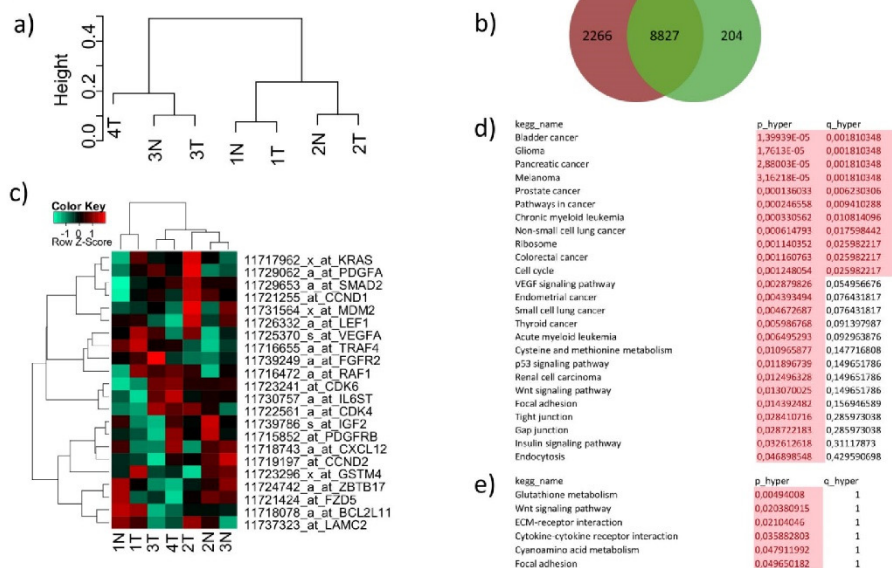 a)
Height
0.0 0.2 0.4
4T
3N
3T
1N
1T
2N
2T
b)
2266 8827 204
c)
Color Key
-1 0 1
Row Z-Score
11717962_x_at_KRAS
11729062_a_at_PDGFA
11729653_a_at_SMAD2
11721255_at_CCND1
11731564_x_at_MDM2
11726332_a_at_LEF1
11725370_s_at_VEGFA
11716655_a_at_TRAF4
11739249_a_at_FGFR2
11716472_a_at_RAF1
11723241_at_CDK6
11730757_a_at_IL6ST
11722561_a_at_CDK4
11739786_s_at_IGF2
11715852_at_PDGFRB
11718743_a_at_CXCL12
11719197_at_CCND2
11723296_x_at_GSTM4
11724742_a_at_ZBTB17
11721424_at_FZD5
11718078_a_at_BCL2L11
11737323_at_LAMC2
1N 1T 3T 4T 2T 2N 3N
d)
kegg_name p_hyper q_hyper
Bladder cancer 1,39939E-05 0,001810348
Glioma 1,7613E-05 0,001810348
Pancreatic cancer 2,88003E-05 0,001810348
Melanoma 3,16218E-05 0,001810348
Prostate cancer 0,000136033 0,006230306
Pathways in cancer 0,000246558 0,009410288
Chronic myeloid leukemia 0,000330562 0,010814096
Non-small cell lung cancer 0,000614793 0,017598442
Ribosome 0,001140352 0,025982217
Colorectal cancer 0,001160763 0,025982217
Cell cycle 0,001248054 0,025982217
VEGF signaling pathway 0,002879826 0,054956676
Endometrial cancer 0,004393494 0,076431817
Small cell lung cancer 0,004672687 0,076431817
Thyroid cancer 0,005986768 0,091397987
Acute myeloid leukemia 0,006495293 0,092963876
Cysteine and methionine metabolism 0,010965877 0,147716808
p53 signaling pathway 0,011896739 0,149651786
Renal cell carcinoma 0,012496328 0,149651786
Wnt signaling pathway 0,013070025 0,149651786
Focal adhesion 0,014392482 0,156946589
Tight junction 0,028410716 0,285973038
Gap junction 0,028722183 0,285973038
Insulin signaling pathway 0,032612618 0,31117873
Endocytosis 0,046898548 0,429590698
e)
kegg_name p_hyper q_hyper
Glutathione metabolism 0,00494008 1
Wnt signaling pathway 0,020380915 1
ECM-receptor interaction 0,02104046 1
Cytokine-cytokine receptor interaction 0,035882803 1
Cyanoamino acid metabolism 0,047911992 1
Focal adhesion 0,049650182 1